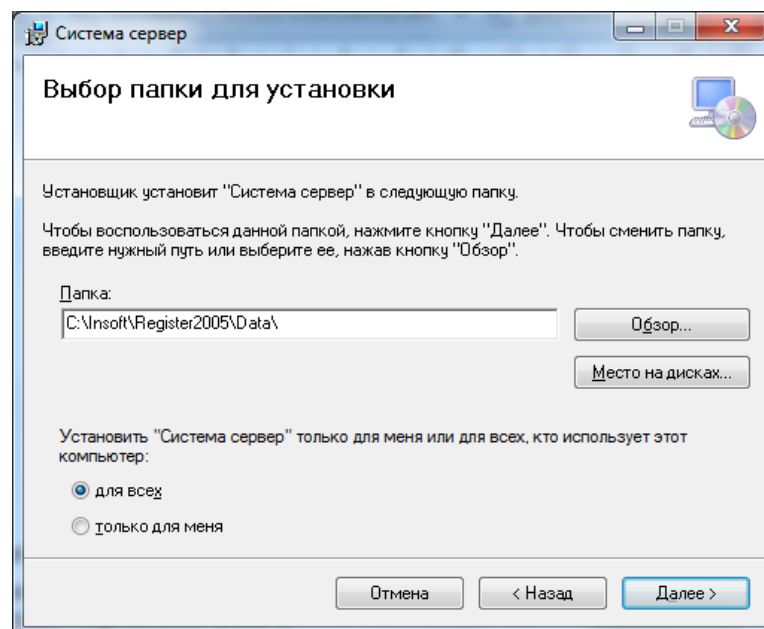 Система сервер
Выбор папки для установки
Установщик установит "Система сервер" в следующую папку.
Чтобы воспользоваться данной папкой, нажмите кнопку "Далее". Чтобы сменить папку,
введите нужный путь или выберите ее, нажав кнопку "Обзор".
Папка:
C:\Insoft\Register2005\Data\
Обзор...
Место на дисках...
Установить "Система сервер" только для меня или для всех, кто использует этот
компьютер:
для всех
только для меня
Отмена
< Назад
Далее >